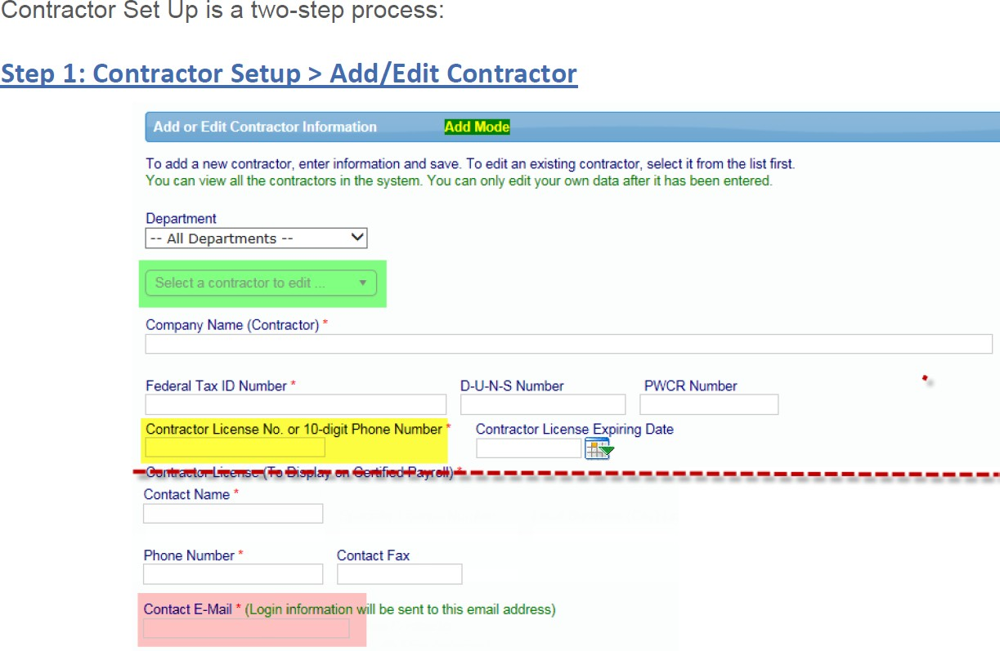 Contractor Set Up is a two-step process:
Step 1: Contractor Setup > Add/Edit Contractor
Add or Edit Contractor Information Add Mode
To add a new contractor, enter information and save. To edit an existing contractor, select it from the list first.
You can view all the contractors in the system. You can only edit your own data after it has been entered.
Department
-- All Departments --
Select a contractor to edit ...
Company Name (Contractor) *
Federal Tax ID Number * D-U-N-S Number PWCR Number
Contractor License No. or 10-digit Phone Number * Contractor License Expiring Date
Contractor License (To Display on Certified Payroll) *
Contact Name *
Phone Number * Contact Fax
Contact E-Mail * (Login information will be sent to this email address)